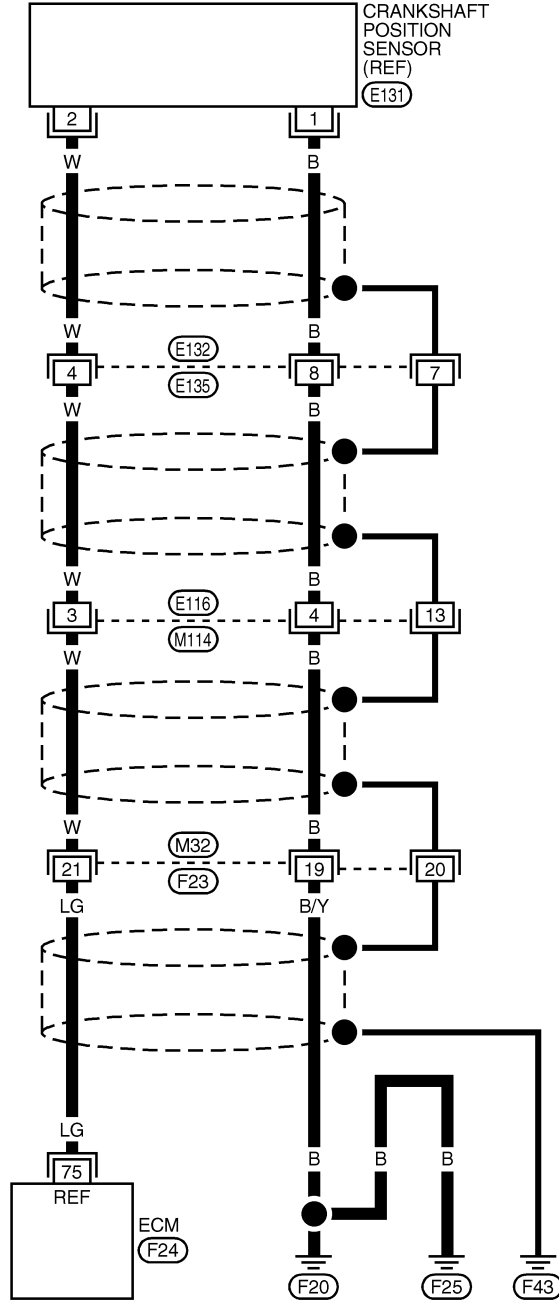 CRANKSHAFT
POSITION
SENSOR
(REF)
E131
2 1
W B
W B
E132
4 8 7
E135
W B
W B
E116
3 4 13
M114
W B
W B
M32
21 19 20
F23
LG B/Y
LG
B B B
75
REF
ECM
F24
F20 F25 F43